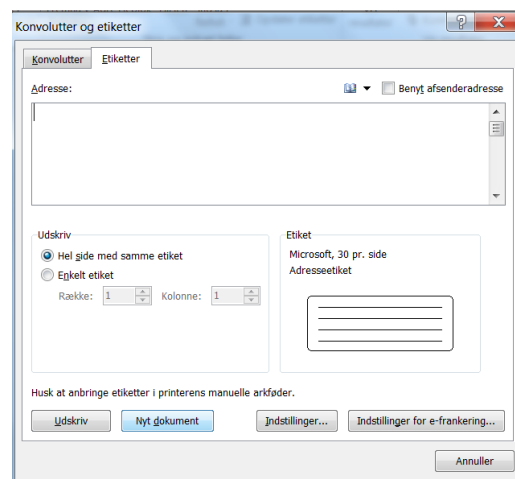 Konvolutter og etiketter
Konvolutter Etiketter
Adresse: Benyt afsenderadresse
Udskriv
Hel side med samme etiket
Enkelt etiket
Række: 1 Kolonne: 1
Etiket
Microsoft, 30 pr. side
Adresseetiket
Husk at anbringe etiketter i printerens manuelle arkføder.
Udskriv Nyt dokument Indstillinger... Indstillinger for e-frankering...
Annuller